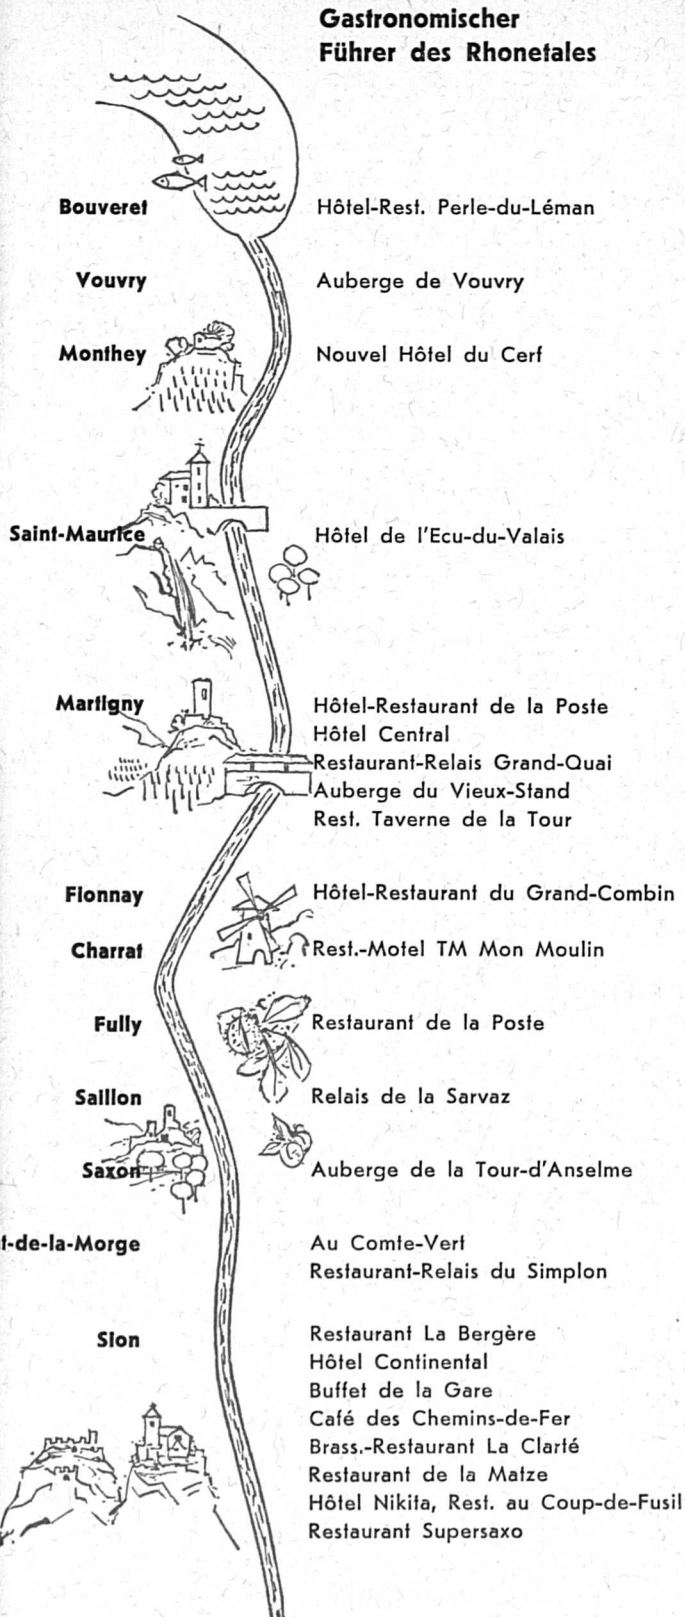 Gastronomischer
Führer des Rhonetales
Bouveret Hôtel-Rest. Perle-du-Léman
Vouvry Auberge de Vouvry
Monthey Nouvel Hôtel du Cerf
Saint-Maurice Hôtel de l'Ecu-du-Valais
Martigny Hôtel-Restaurant de la Poste
Hôtel Central
Restaurant-Relais Grand-Quai
Auberge du Vieux-Stand
Rest. Taverne de la Tour
Fionnay Hôtel-Restaurant du Grand-Combin
Charrat Rest.-Motel TM Mon Moulin
Fully Restaurant de la Poste
Saillon Relais de la Sarvaz
Saxon Auberge de la Tour-d'Anselme
t-de-la-Morge Au Comte-Vert
Restaurant-Relais du Simplon
Sion Restaurant La Bergère
Hôtel Continental
Buffet de la Gare
Café des Chemins-de-Fer
Brass.-Restaurant La Clarté
Restaurant de la Matze
Hôtel Nikita, Rest. au Coup-de-Fusil
Restaurant Supersaxo